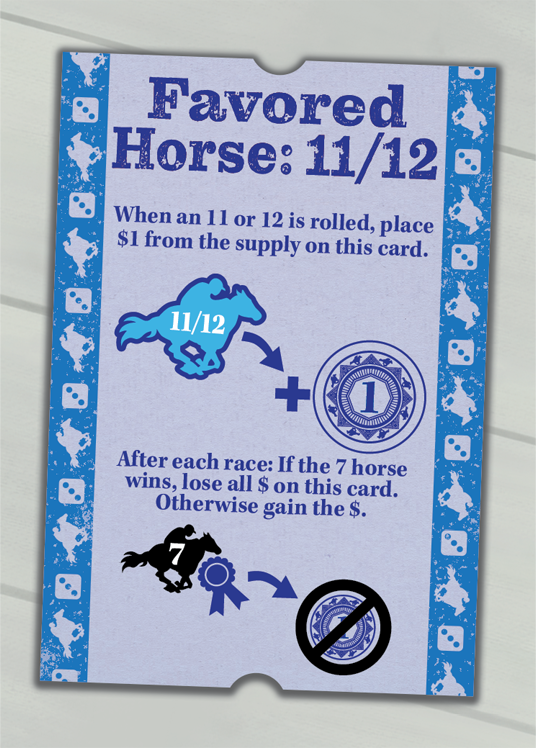 Favored
Horse: 11/12
When an 11 or 12 is rolled, place
$1 from the supply on this card.
11/12
+
1
After each race: If the 7 horse
wins, lose all $ on this card.
Otherwise gain the $.
7
1